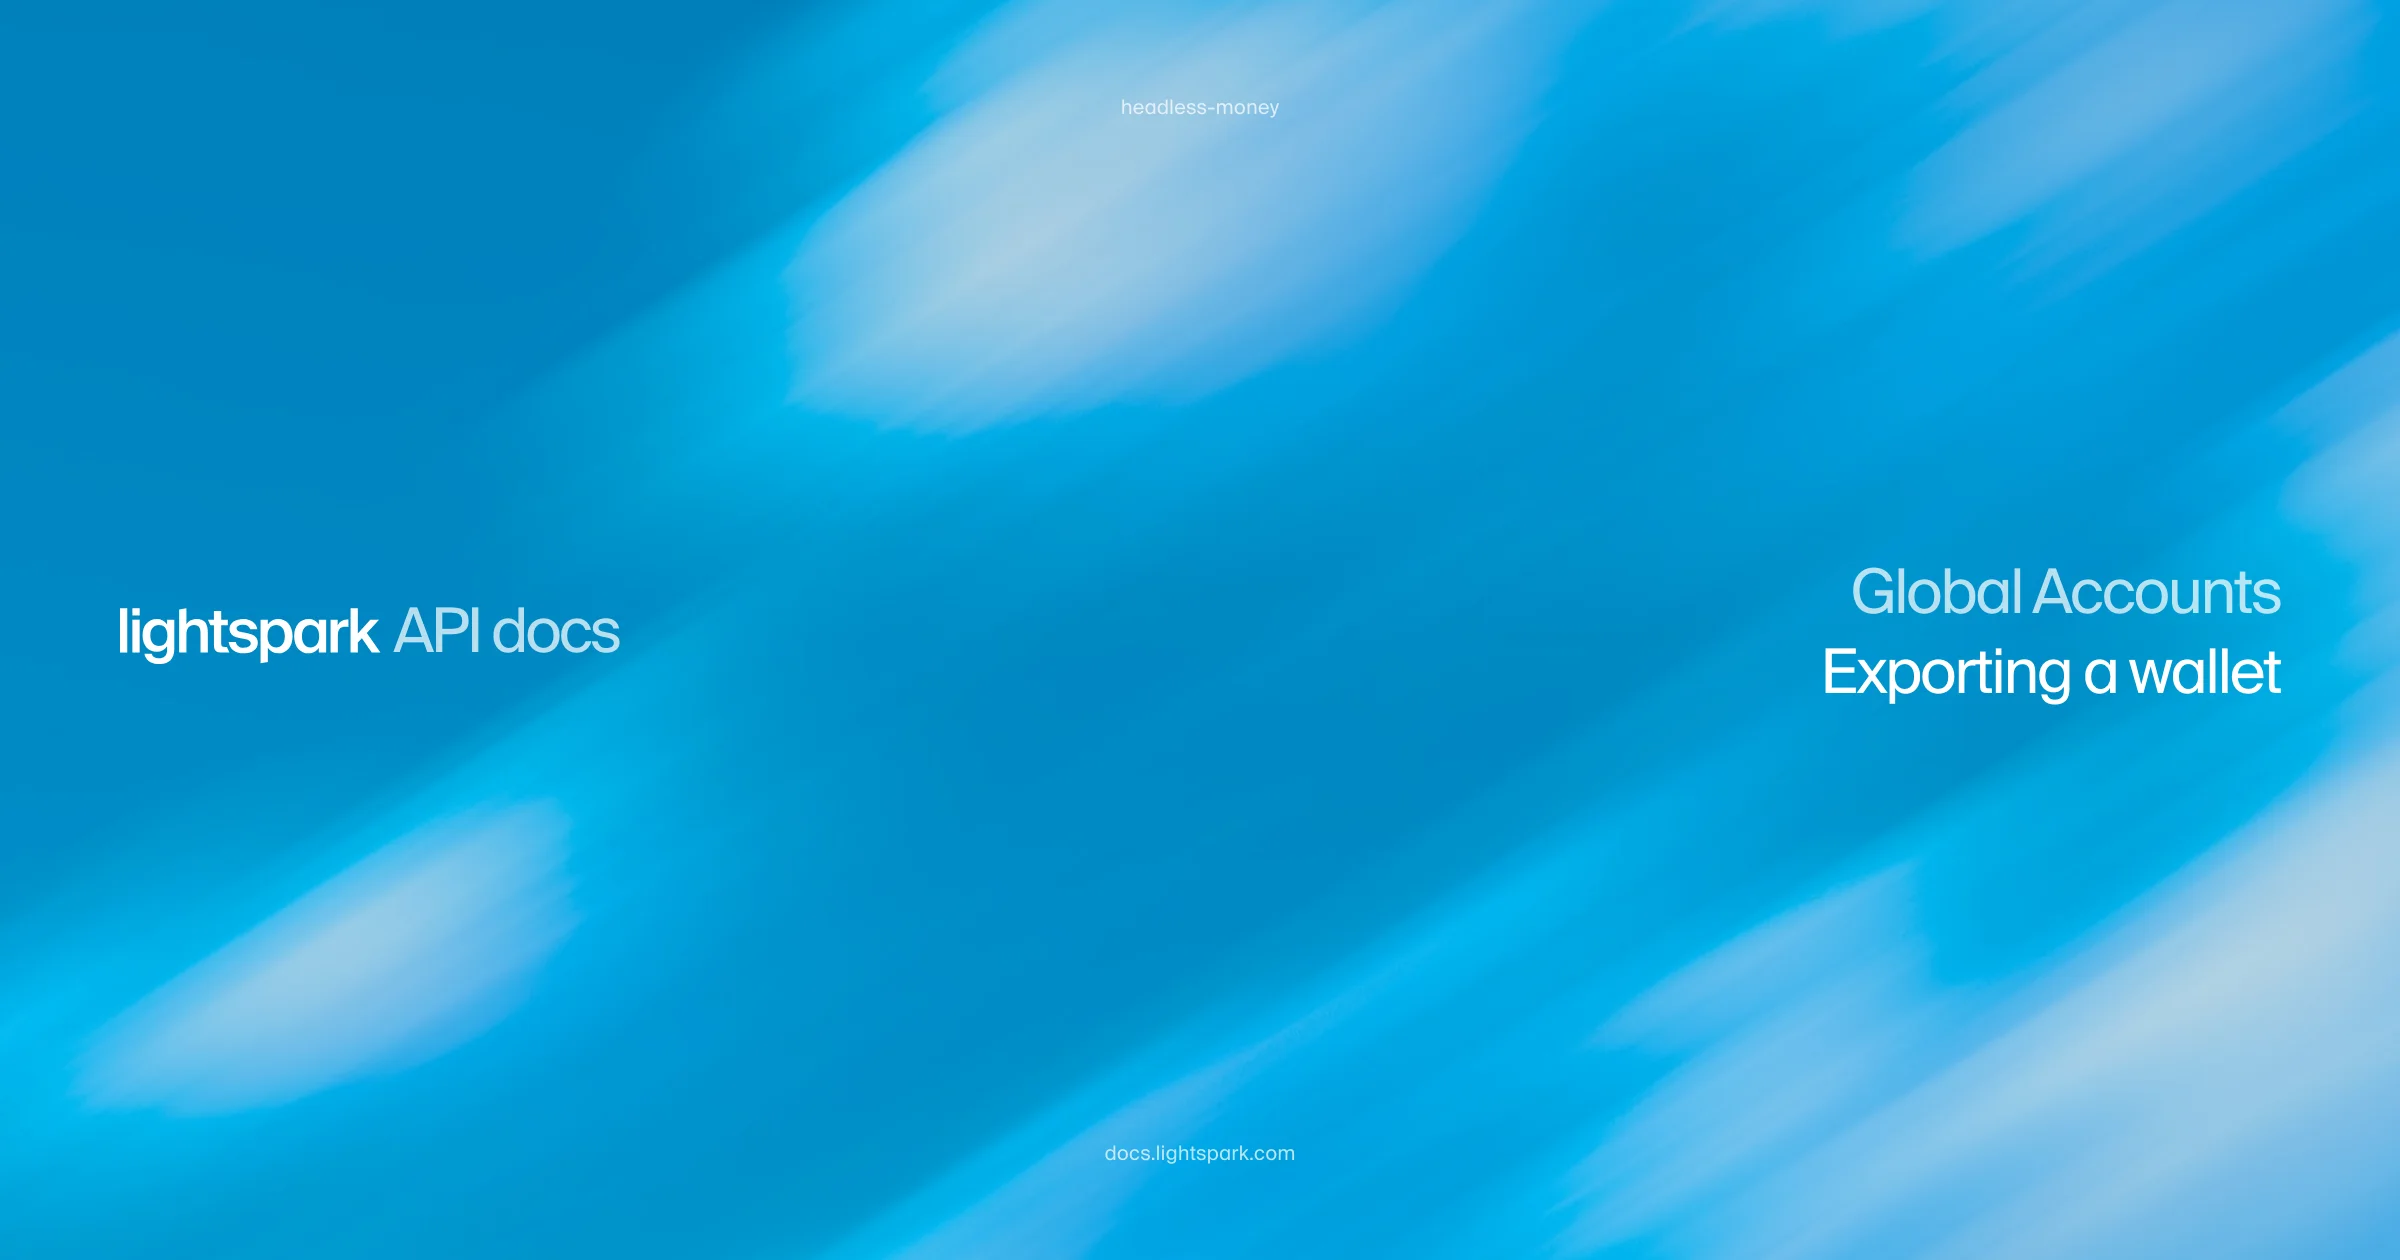 headless-money
lightspark API docs
Global Accounts
Exporting a wallet
docs.lightspark.com